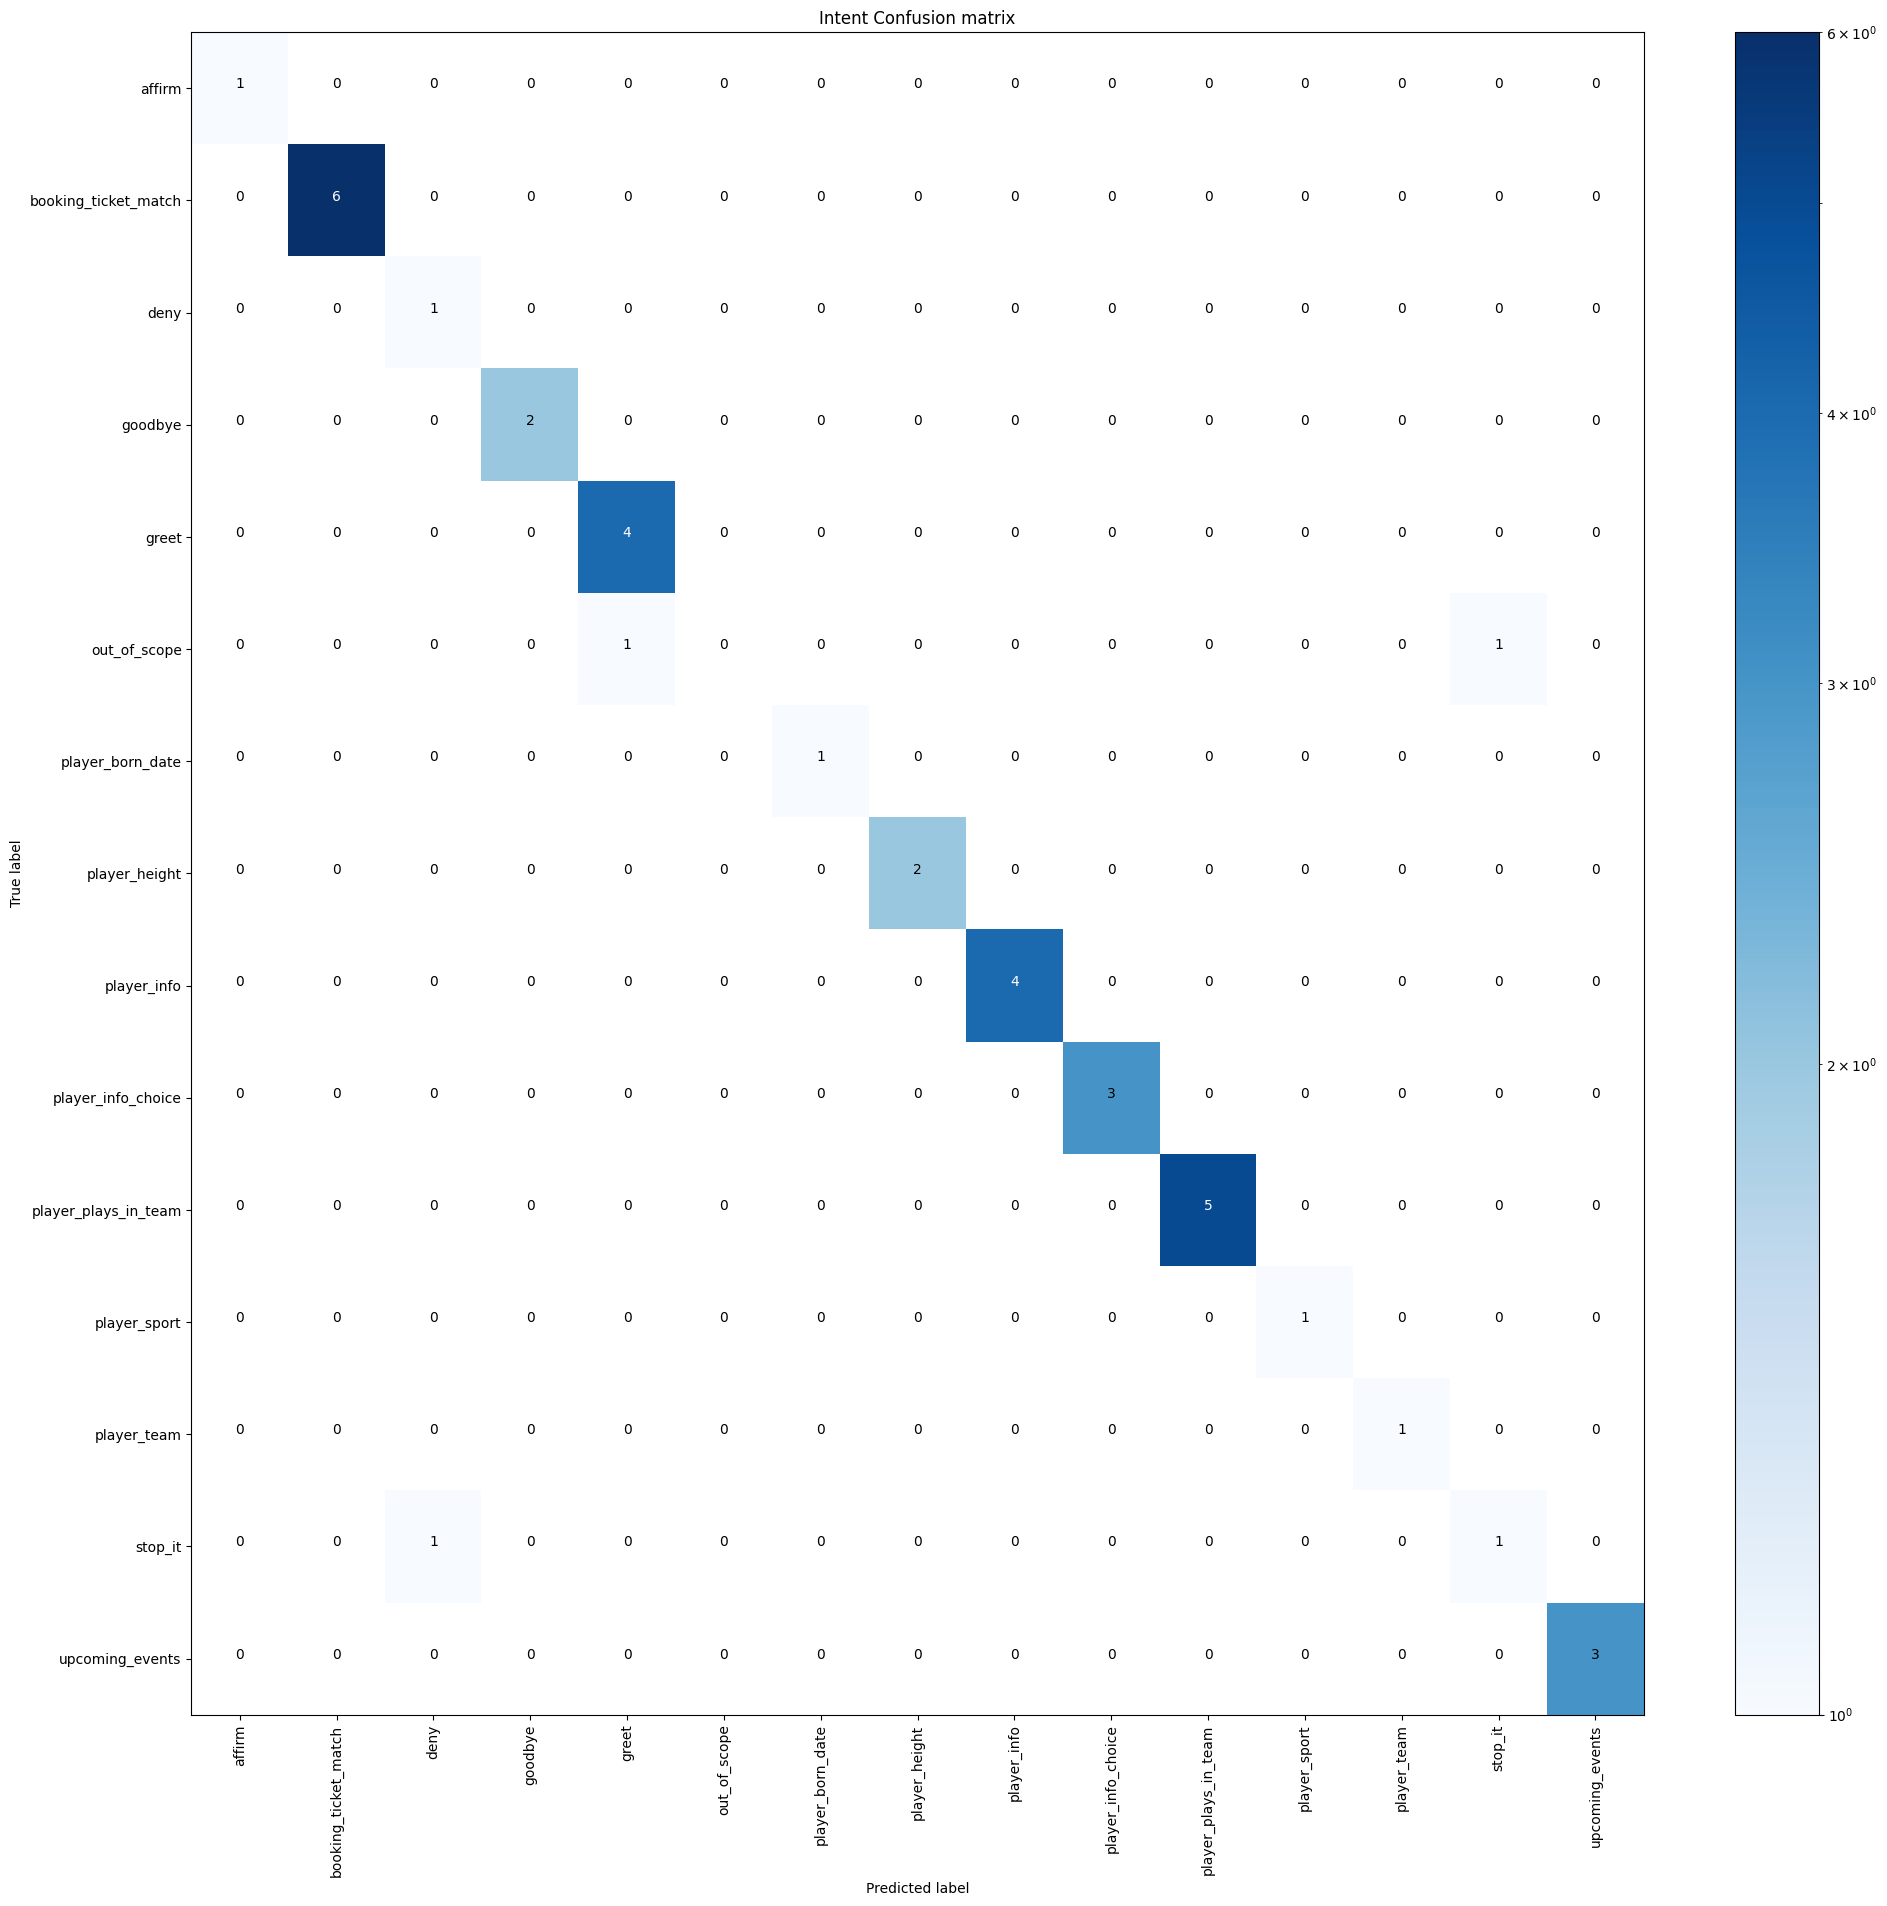 Intent Confusion matrix
affirm 1 0 0 0 0 0 0 0 0 0 0 0 0 0 0
booking_ticket_match 0 6 0 0 0 0 0 0 0 0 0 0 0 0 0
deny 0 0 1 0 0 0 0 0 0 0 0 0 0 0 0
goodbye 0 0 0 2 0 0 0 0 0 0 0 0 0 0 0
greet 0 0 0 0 4 0 0 0 0 0 0 0 0 0 0
out_of_scope 0 0 0 0 1 0 0 0 0 0 0 0 0 1 0
player_born_date 0 0 0 0 0 0 1 0 0 0 0 0 0 0 0
player_height 0 0 0 0 0 0 0 2 0 0 0 0 0 0 0
player_info 0 0 0 0 0 0 0 0 4 0 0 0 0 0 0
player_info_choice 0 0 0 0 0 0 0 0 0 3 0 0 0 0 0
player_plays_in_team 0 0 0 0 0 0 0 0 0 0 5 0 0 0 0
player_sport 0 0 0 0 0 0 0 0 0 0 0 1 0 0 0
player_team 0 0 0 0 0 0 0 0 0 0 0 0 1 0 0
stop_it 0 0 1 0 0 0 0 0 0 0 0 0 0 1 0
upcoming_events 0 0 0 0 0 0 0 0 0 0 0 0 0 0 3
True label
affirm
booking_ticket_match
deny
goodbye
greet
out_of_scope
player_born_date
player_height
player_info
player_info_choice
player_plays_in_team
player_sport
player_team
stop_it
upcoming_events
Predicted label
6 × 10⁰
4 × 10⁰
3 × 10⁰
2 × 10⁰
10⁰